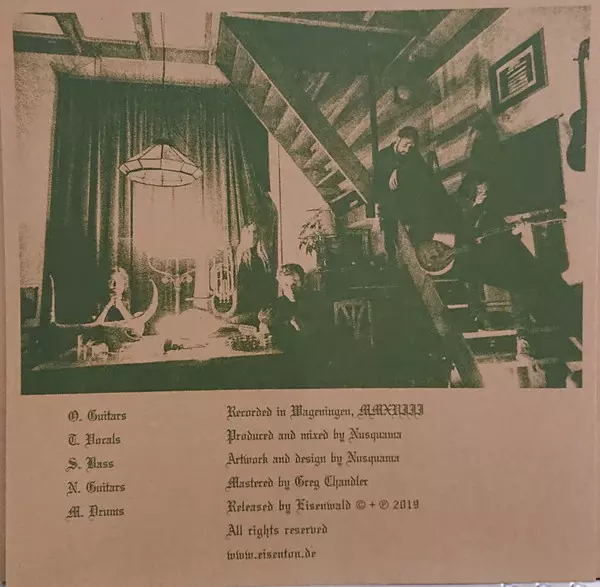 O. Guitars
T. Vocals
S. Bass
N. Guitars
M. Drums
Recorded in Wageningen, MMXVIII
Produced and mixed by Nusquama
Artwork and design by Nusquama
Mastered by Greg Chandler
Released by Eisenwald © + ℗ 2019
All rights reserved
www.eisenton.de